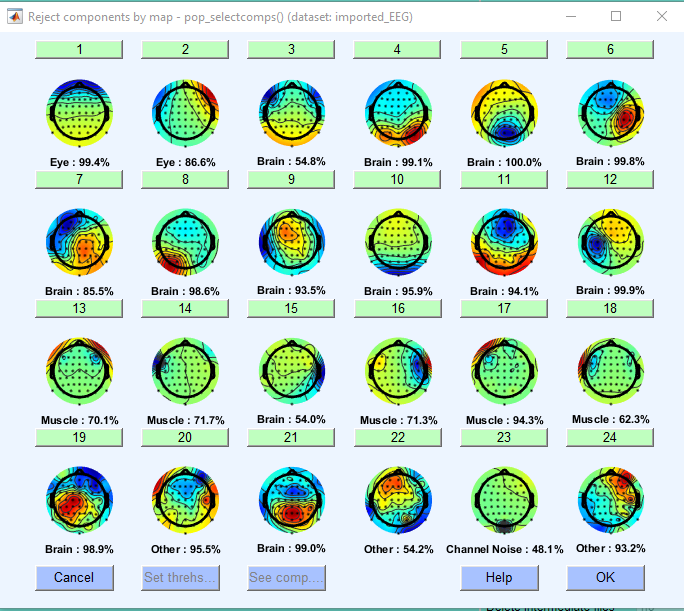 Reject components by map - pop_selectcomps() (dataset: imported_EEG)
1 2 3 4 5 6
Eye : 99.4% Eye : 86.6% Brain : 54.8% Brain : 99.1% Brain : 100.0% Brain : 99.8%
7 8 9 10 11 12
Brain : 85.5% Brain : 98.6% Brain : 93.5% Brain : 95.9% Brain : 94.1% Brain : 99.9%
13 14 15 16 17 18
Muscle : 70.1% Muscle : 71.7% Brain : 54.0% Muscle : 71.3% Muscle : 94.3% Muscle : 62.3%
19 20 21 22 23 24
Brain : 98.9% Other : 95.5% Brain : 99.0% Other : 54.2% Channel Noise : 48.1% Other : 93.2%
Cancel Set threhs... See comp.... Help OK